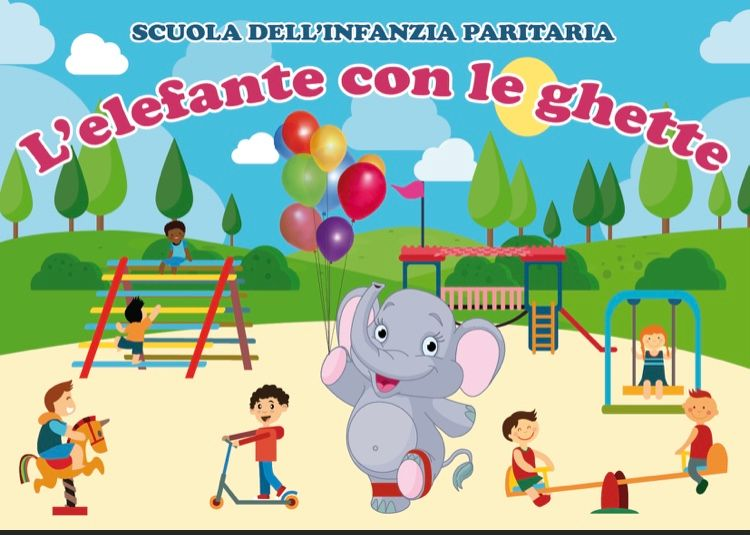 SCUOLA DELL'INFANZIA PARITARIA
L'elefante con le ghette